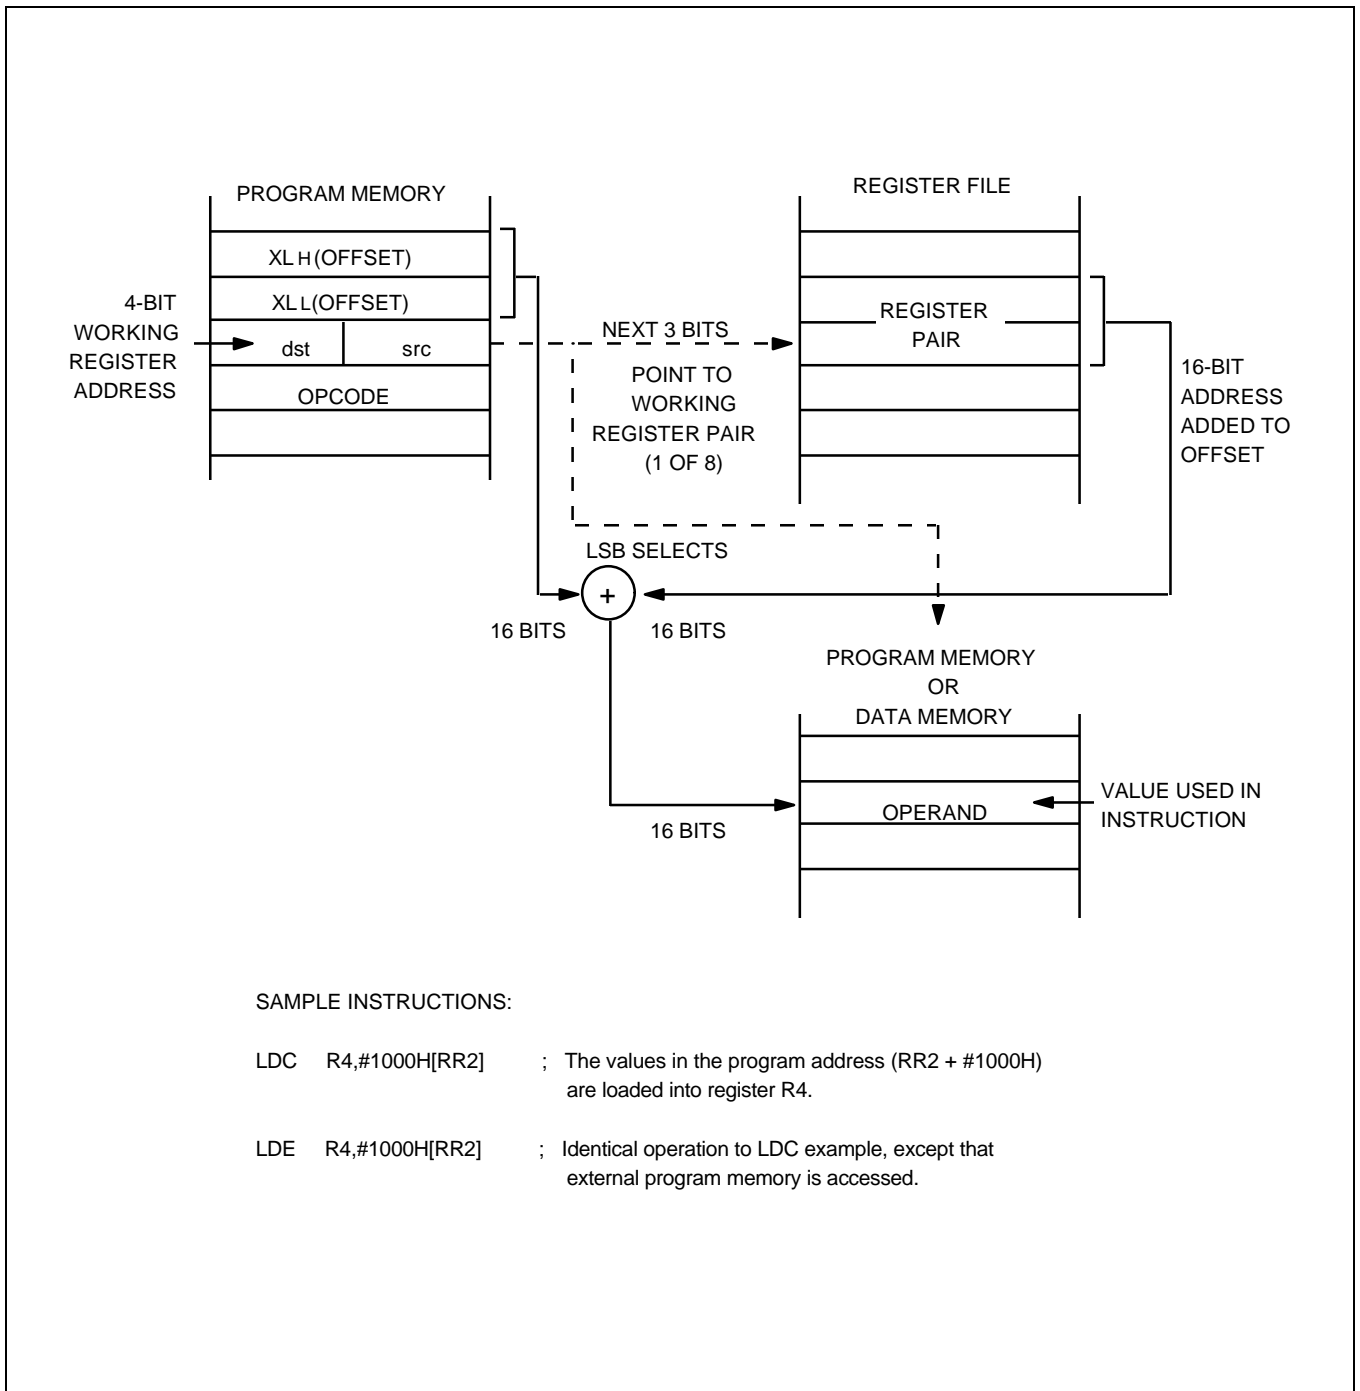 PROGRAM MEMORY
XL H (OFFSET)
XL L(OFFSET)
4-BIT
WORKING
REGISTER
ADDRESS
dst src
OPCODE
NEXT 3 BITS
POINT TO
WORKING
REGISTER PAIR
(1 OF 8)
REGISTER FILE
REGISTER
PAIR
16-BIT
ADDRESS
ADDED TO
OFFSET
LSB SELECTS
+
16 BITS
16 BITS
PROGRAM MEMORY
OR
DATA MEMORY
OPERAND
16 BITS
VALUE USED IN
INSTRUCTION
SAMPLE INSTRUCTIONS:
LDC R4,#1000H[RR2] ; The values in the program address (RR2 + #1000H)
are loaded into register R4.
LDE R4,#1000H[RR2] ; Identical operation to LDC example, except that
external program memory is accessed.